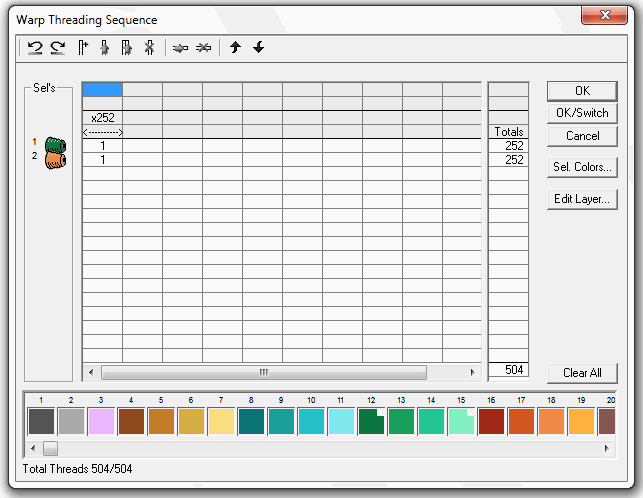 Warp Threading Sequence
Sel's
OK
x252
OK/Switch
<--------->
Totals
Cancel
1 1 252
2 1 252
Sel. Colors...
Edit Layer...
504
Clear All
1 2 3 4 5 6 7 8 9 10 11 12 13 14 15 16 17 18 19 20
Total Threads 504/504